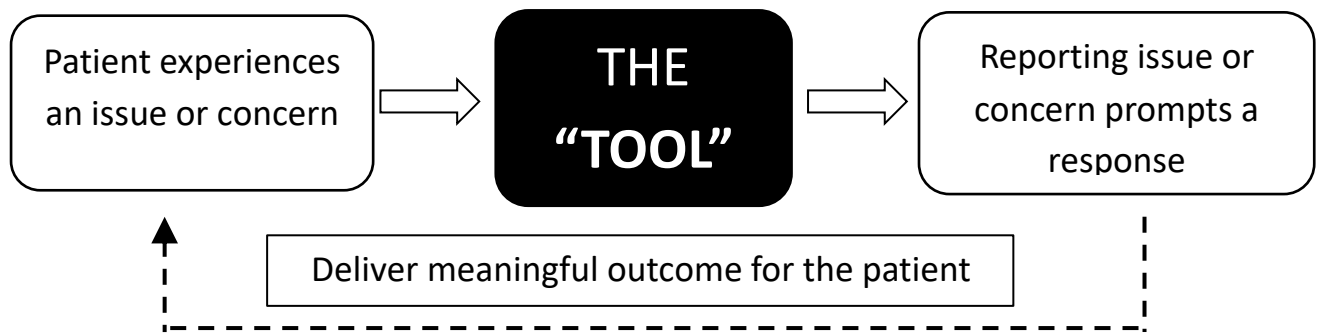 Patient experiences
an issue or concern
THE
“TOOL”
Reporting issue or
concern prompts a
response
Deliver meaningful outcome for the patient